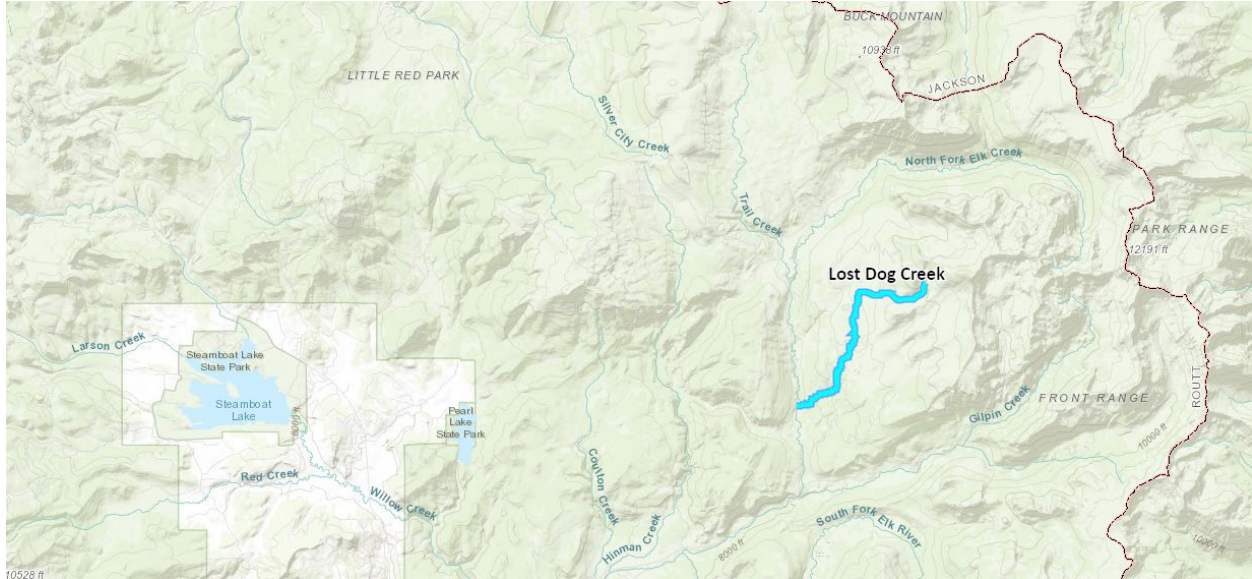 BUCK MOUNTAIN
10938 ft
LITTLE RED PARK
JACKSON
Silver City Creek
North Fork Elk Creek
Trail Creek
PARK RANGE
12191 ft
Lost Dog Creek
Larson Creek
Steamboat Lake
State Park
Steamboat
Lake
8000 ft
Pearl
Lake
State Park
ROUTT
FRONT RANGE
Gilpin Creek
10000 ft
Red Creek
Willow Creek
Coulton Creek
Hinman Creek
South Fork Elk River
8000 ft
10000 ft
10528 ft